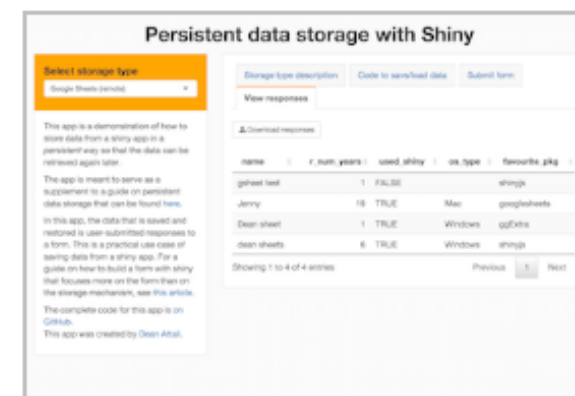 Persistent data storage with Shiny
Select storage type
Google Sheets (remote)
This app is a demonstration of how to
store data from a shiny app in a
persistent way so that the data can be
retrieved again later.
The app is meant to serve as a
supplement to a guide on persistent
data storage that can be found here.
In this app, the data that is saved and
restored is user-submitted responses to
a form. This is a practical use case of
saving data from a shiny app. For a
guide on how to build a form with shiny
that focuses more on the form than on
the storage mechanism, see this article.
The complete code for this app is on
GitHub.
This app was created by Dean Attali.
Storage type description Code to save/load data Submit form
View responses
Download responses
name r_num_years used_shiny os_type favourite_pkg
gsheet test 1 FALSE shinyjs
Jenny 19 TRUE Mac googlesheets
Dean sheet 1 TRUE Windows ggExtra
dean sheets 6 TRUE Windows shinyjs
Showing 1 to 4 of 4 entries Previous 1 Next